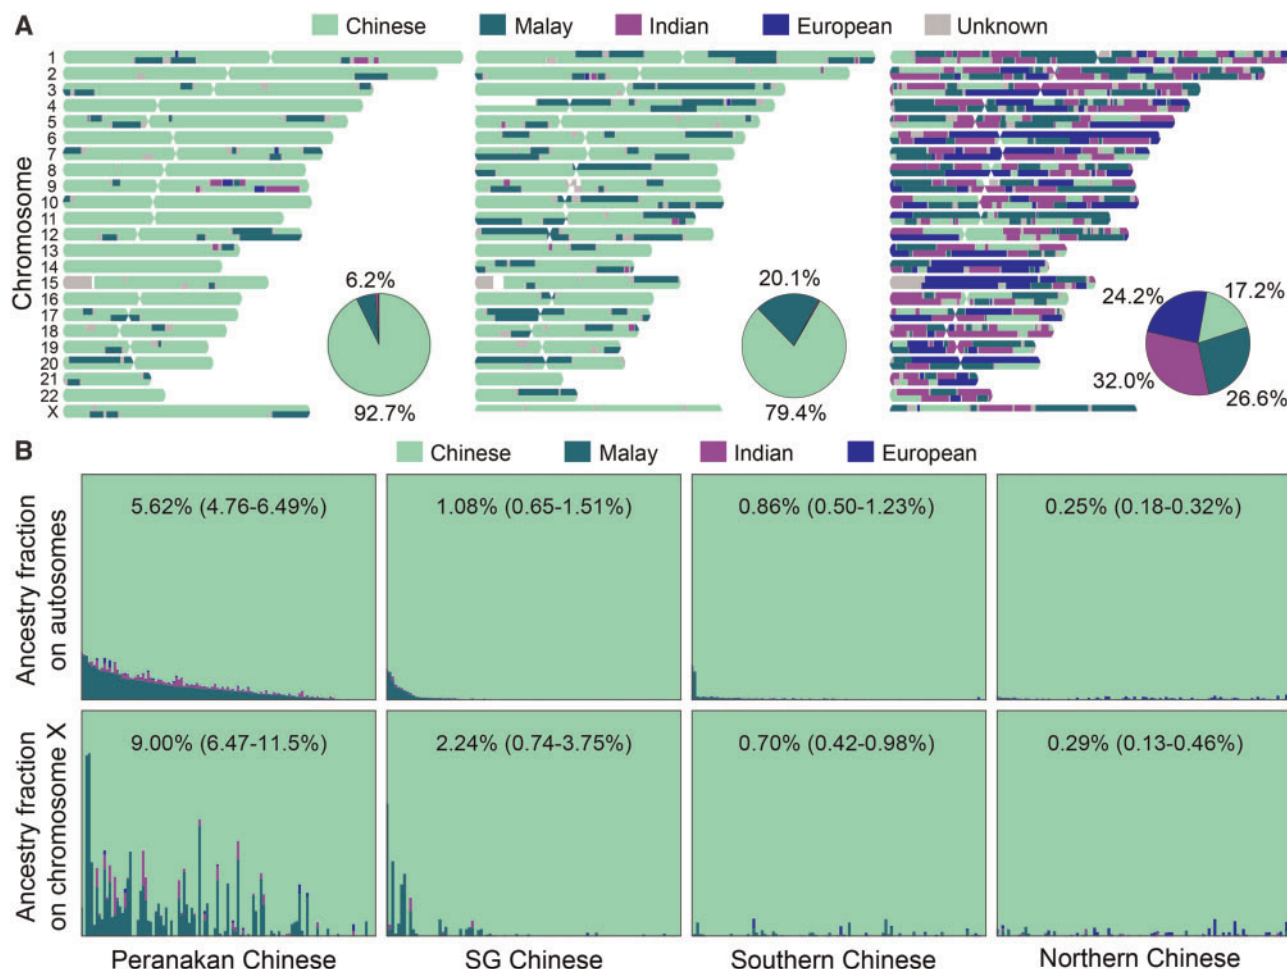 A
Chinese Malay Indian European Unknown
Chromosome
1
2
3
4
5
6
7
8
9
10
11
12
13
14
15
16
17
18
19
20
21
22
X
6.2%
92.7%
20.1%
79.4%
24.2% 17.2%
32.0% 26.6%
B
Chinese Malay Indian European
Ancestry fraction
on autosomes
5.62% (4.76-6.49%) 1.08% (0.65-1.51%) 0.86% (0.50-1.23%) 0.25% (0.18-0.32%)
Ancestry fraction
on chromosome X
9.00% (6.47-11.5%) 2.24% (0.74-3.75%) 0.70% (0.42-0.98%) 0.29% (0.13-0.46%)
Peranakan Chinese SG Chinese Southern Chinese Northern Chinese